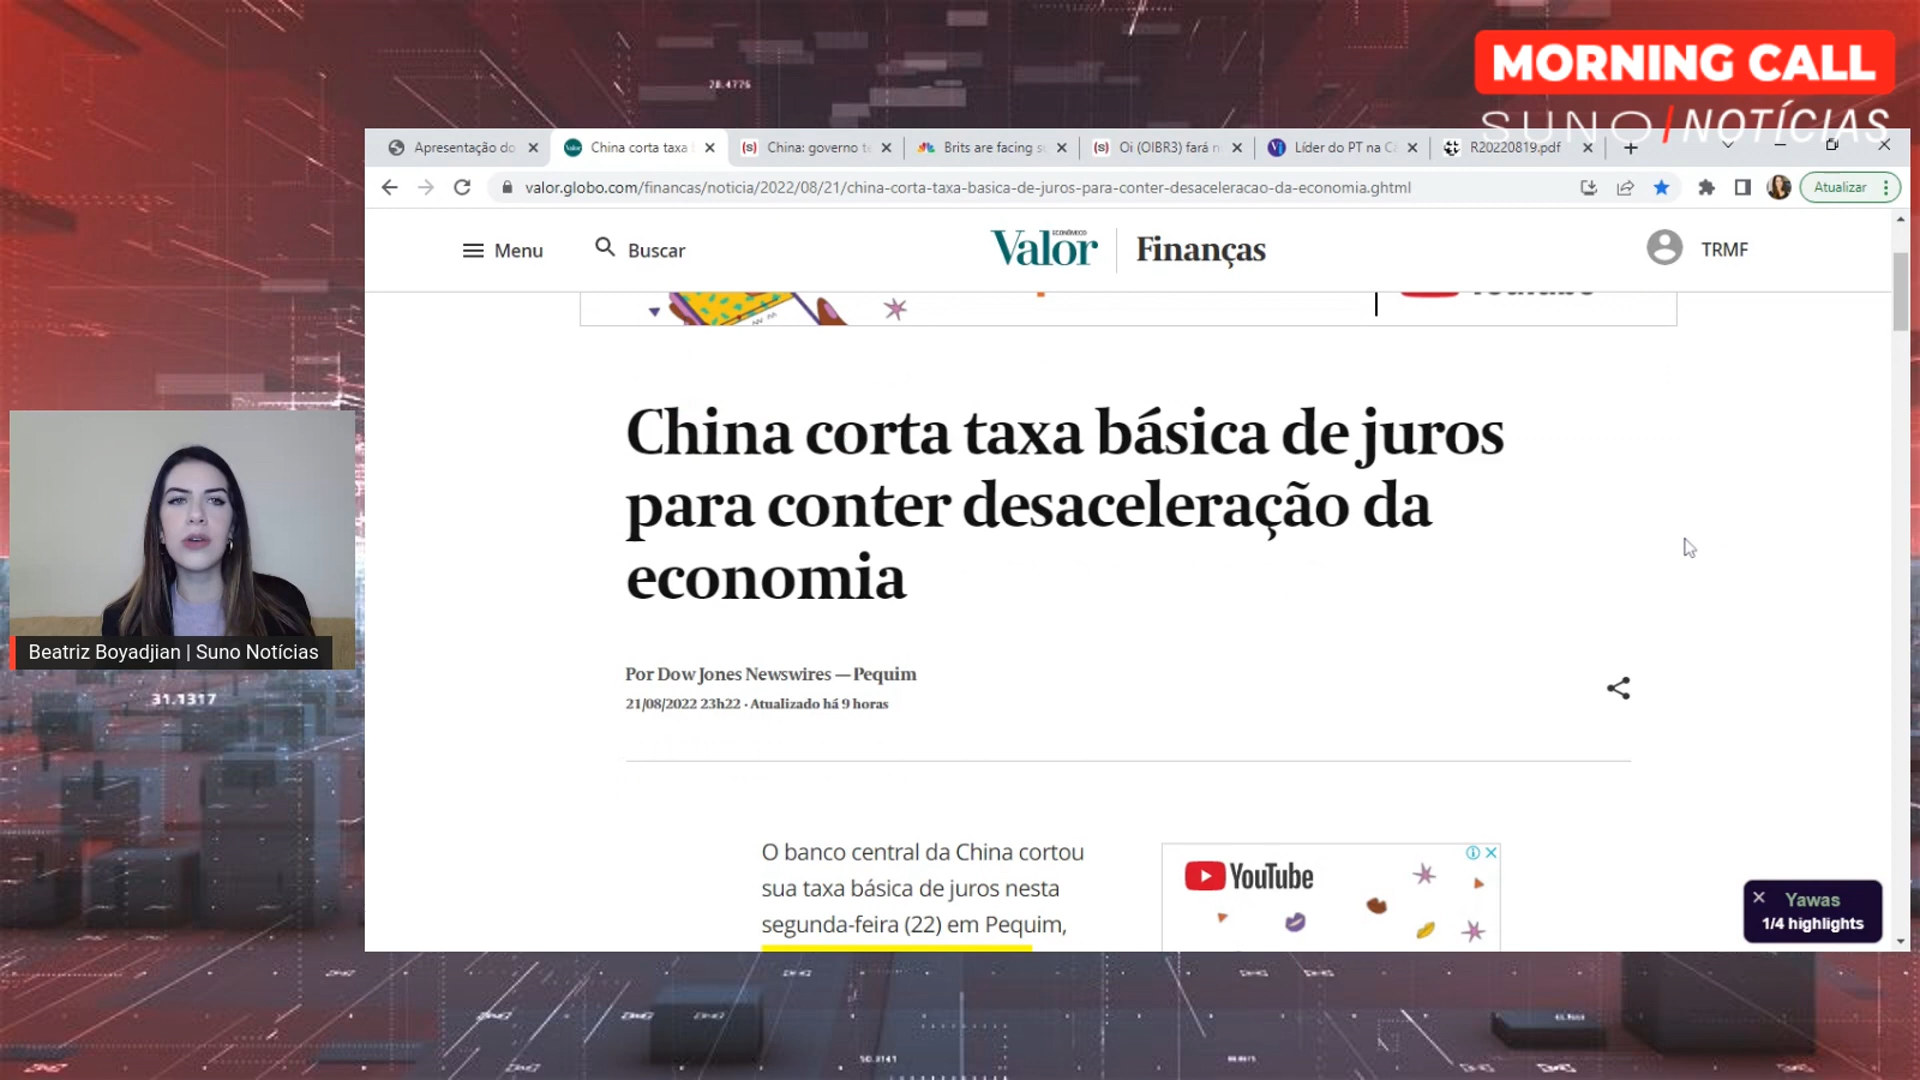 MORNING CALL
SUNO/NOTÍCIAS
28.4776
Apresentação do
China corta taxa
China: governo te
Brits are facing s
Oi (OIBR3) fará n
Líder do PT na C
R20220819.pdf
valor.globo.com/financas/noticia/2022/08/21/china-corta-taxa-basica-de-juros-para-conter-desaceleracao-da-economia.ghtml
Atualizar
Menu
Buscar
Valor
ECONÔMICO
Finanças
TRMF
China corta taxa básica de juros
para conter desaceleração da
economia
Por Dow Jones Newswires — Pequim
21/08/2022 23h22 · Atualizado há 9 horas
O banco central da China cortou
sua taxa básica de juros nesta
segunda-feira (22) em Pequim,
YouTube
Yawas
1/4 highlights
Beatriz Boyadjian | Suno Notícias
31.1317
50.3141